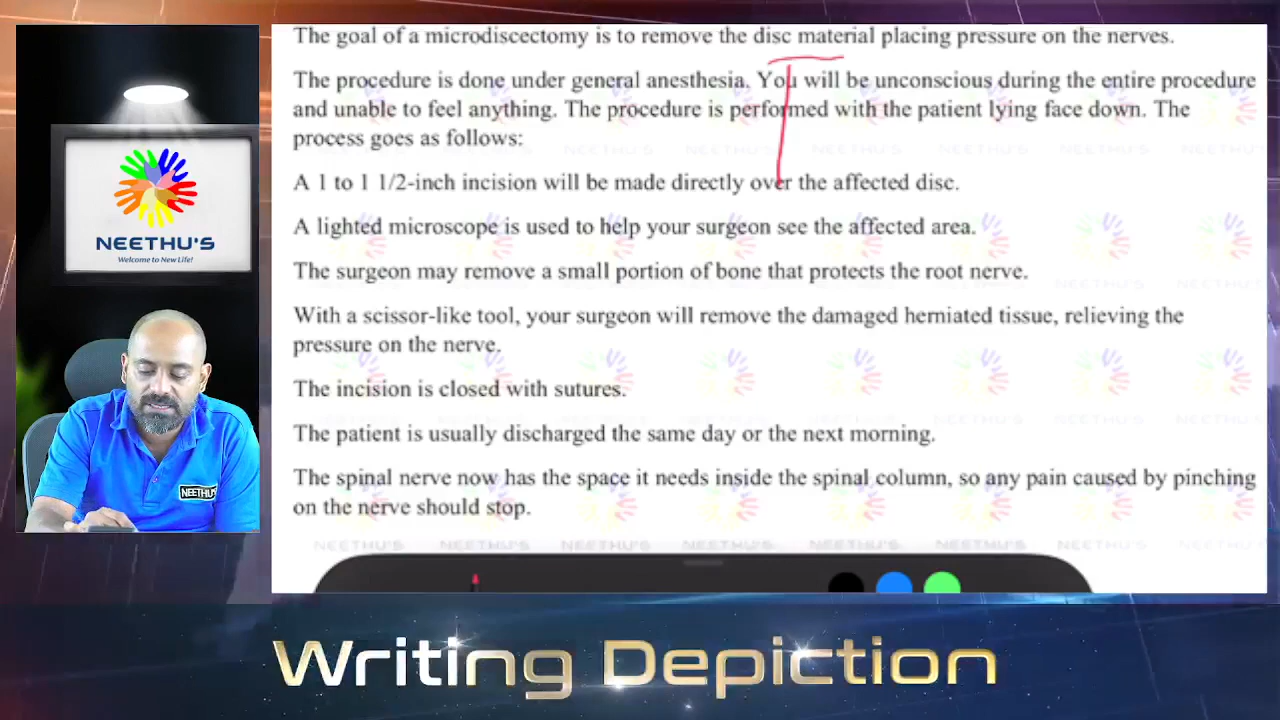 The goal of a microdiscectomy is to remove the disc material placing pressure on the nerves.
The procedure is done under general anesthesia. You will be unconscious during the entire procedure
and unable to feel anything. The procedure is performed with the patient lying face down. The
process goes as follows:
A 1 to 1 1/2-inch incision will be made directly over the affected disc.
A lighted microscope is used to help your surgeon see the affected area.
The surgeon may remove a small portion of bone that protects the root nerve.
With a scissor-like tool, your surgeon will remove the damaged herniated tissue, relieving the
pressure on the nerve.
The incision is closed with sutures.
The patient is usually discharged the same day or the next morning.
The spinal nerve now has the space it needs inside the spinal column, so any pain caused by pinching
on the nerve should stop.
NEETHU'S
Welcome to New Life!
NEETHU'S
NEETHU'S NEETHU'S NEETHU'S NEETHU'S NEETHU'S NEETHU'S NEETHU'S NEETHU'S
Writing Depiction